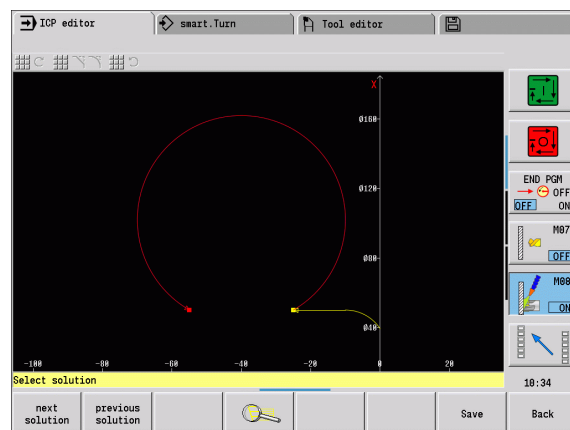 ICP editor
smart.Turn
Tool editor
X
Ø160
Ø120
Ø80
Ø40
-100
-80
-60
-40
-20
0
20
Select solution
END PGM
OFF
OFF ON
M07
OFF
M08
ON
10:34
next solution
previous solution
Save
Back